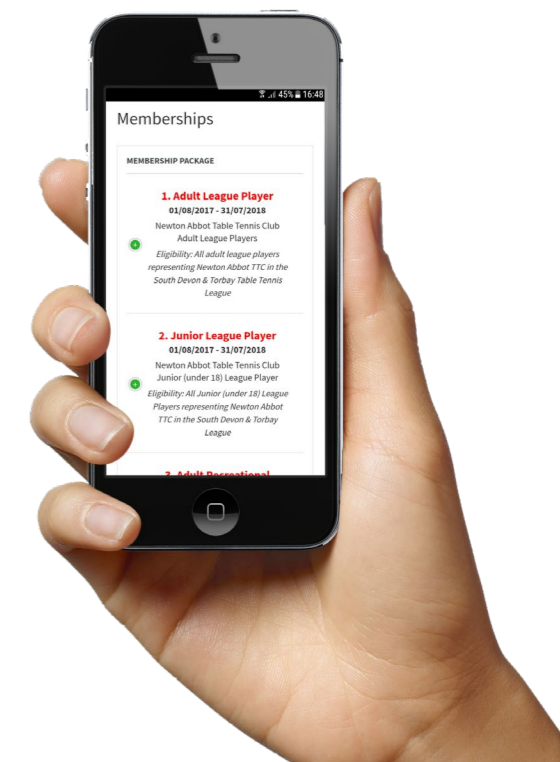 45% 16:48
Memberships
MEMBERSHIP PACKAGE
1. Adult League Player
01/08/2017 - 31/07/2018
Newton Abbot Table Tennis Club
Adult League Players
Eligibility: All adult league players
representing Newton Abbot TTC in the
South Devon & Torbay Table Tennis
League
2. Junior League Player
01/08/2017 - 31/07/2018
Newton Abbot Table Tennis Club
Junior (under 18) League Player
Eligibility: All Junior (under 18) League
Players representing Newton Abbot
TTC in the South Devon & Torbay
League
3. Adult Recreational